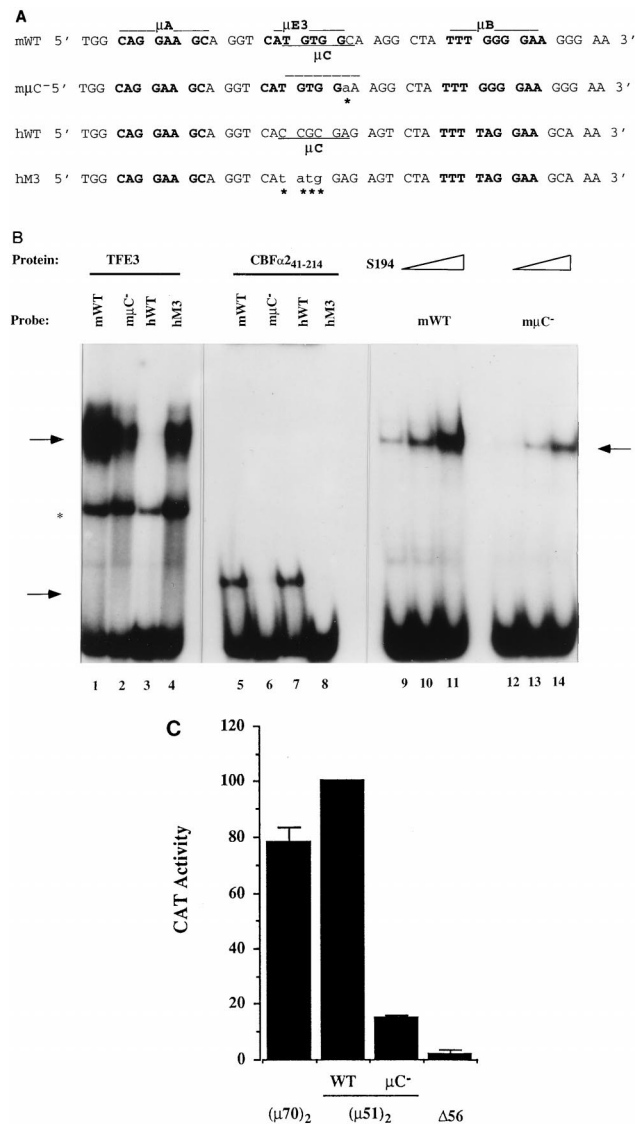 A
μA μE3 μB
mWT 5' TGG CAG GAA GCA GGT CAT GTG GCA AGG CTA TTT GGG GAA GGG AA 3'
μC
mμC⁻5' TGG CAG GAA GCA GGT CAT GTG GaA AGG CTA TTT GGG GAA GGG AA 3'
*
hWT 5' TGG CAG GAA GCA GGT CAC CGC GAG AGT CTA TTT TAG GAA GCA AA 3'
μC
hM3 5' TGG CAG GAA GCA GGT CAt atg GAG AGT CTA TTT TAG GAA GCA AA 3'
* ***
B
Protein: TFE3 CBFα2₄₁₋₂₁₄ S194
Probe: mWT mμC⁻ hWT hM3 mWT mμC⁻ hWT hM3 mWT mμC⁻
*
1 2 3 4 5 6 7 8 9 10 11 12 13 14
C
120
100
80
60
40
20
0
CAT Activity
WT μC⁻
(μ70)₂ (μ51)₂ Δ56